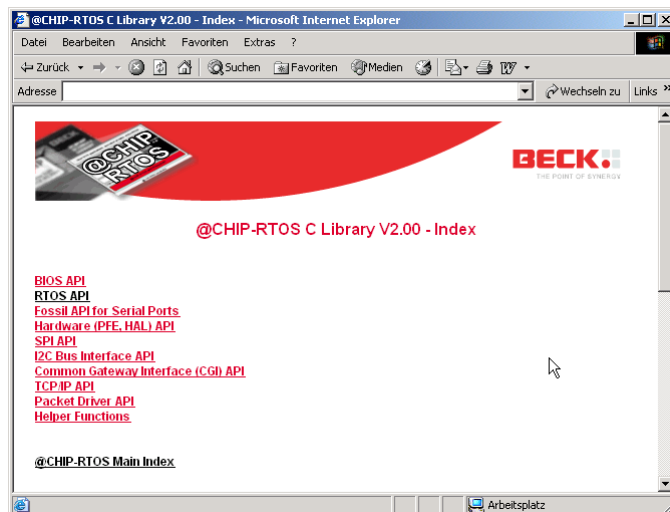 @CHIP-RTOS C Library V2.00 - Index - Microsoft Internet Explorer
Datei Bearbeiten Ansicht Favoriten Extras ?
Zurück Suchen Favoriten Medien
Adresse Wechseln zu Links »
@CHIP
RTOS
BECK
THE POINT OF SYNERGY
@CHIP-RTOS C Library V2.00 - Index
BIOS API
RTOS API
Fossil API for Serial Ports
Hardware (PFE, HAL) API
SPI API
I2C Bus Interface API
Common Gateway Interface (CGI) API
TCP/IP API
Packet Driver API
Helper Functions
@CHIP-RTOS Main Index
Arbeitsplatz